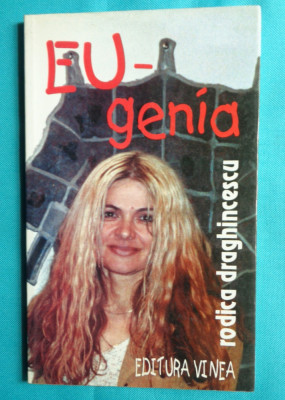 EU-
genia
rodica draghincescu
EDITURA VINEA